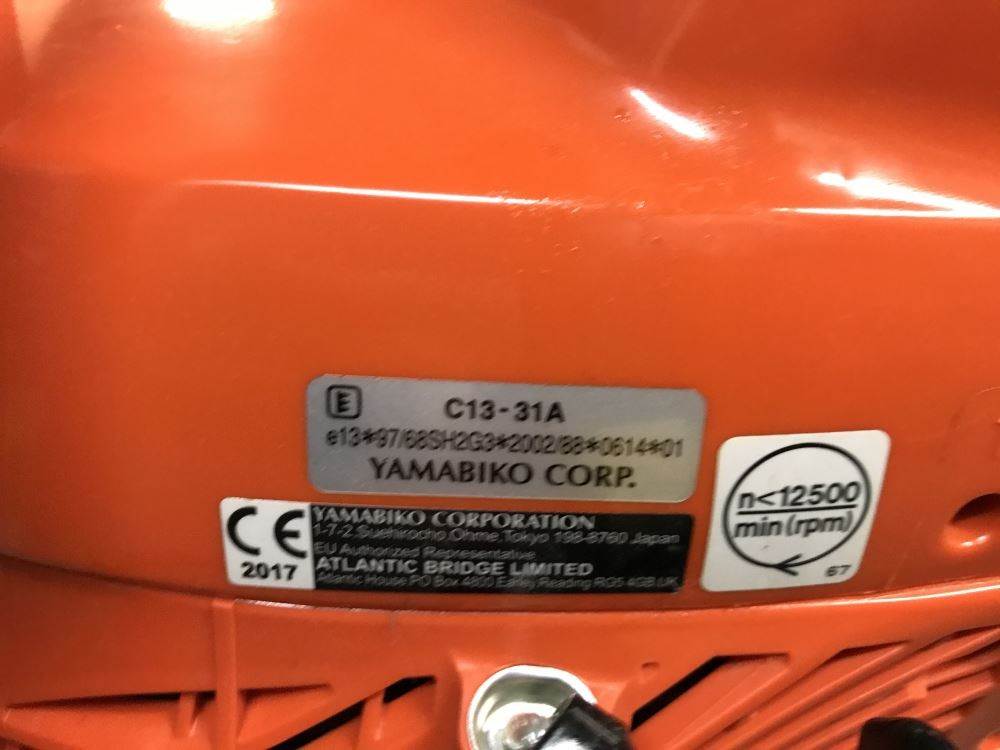 E C13-31A
e13*97/68SH2G3*2002/88*0614*01
YAMABIKO CORP.
CE 2017
YAMABIKO CORPORATION
1-7-2 Suehirocho, Ohme, Tokyo 198-8760 Japan
EU Authorized Representative
ATLANTIC BRIDGE LIMITED
Atlantic House PO Box 4800 Earley Reading RG5 4GB UK
n<12500
min(rpm)
67